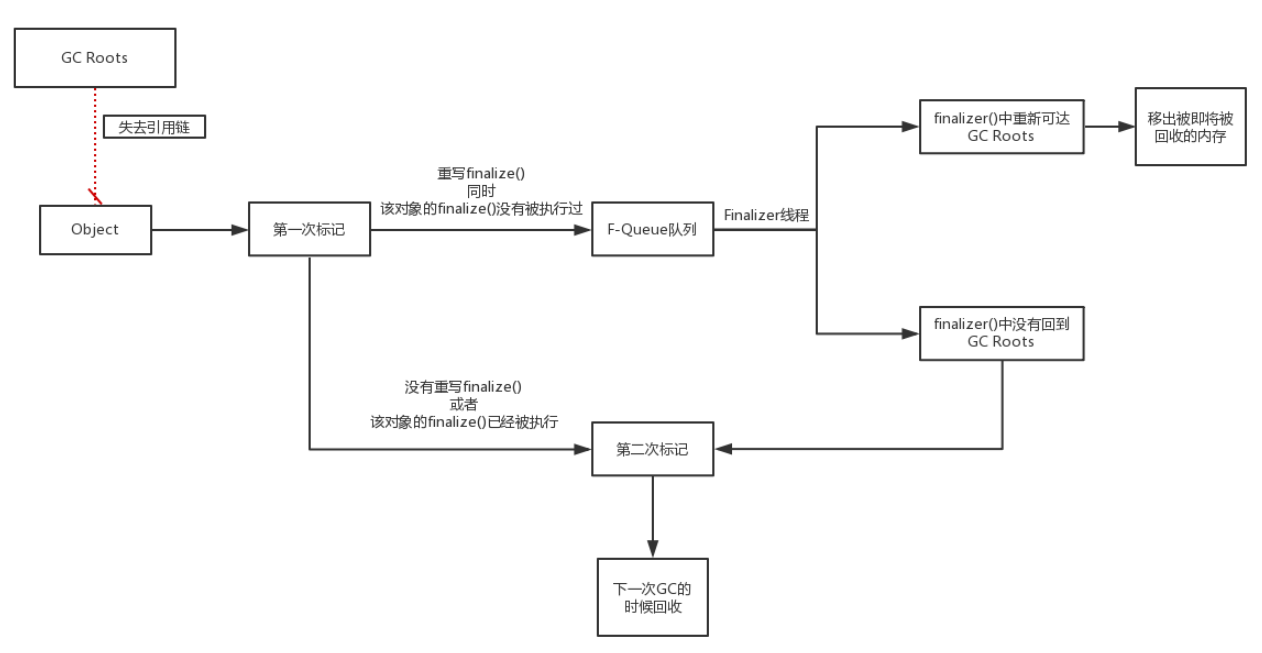 GC Roots
失去引用链
Object
第一次标记
重写finalize()
同时
该对象的finalize()没有被执行过
F-Queue队列
Finalizer线程
finalizer()中重新可达
GC Roots
移出被即将被
回收的内存
finalizer()中没有回到
GC Roots
没有重写finalize()
或者
该对象的finalize()已经被执行
第二次标记
下一次GC的
时候回收